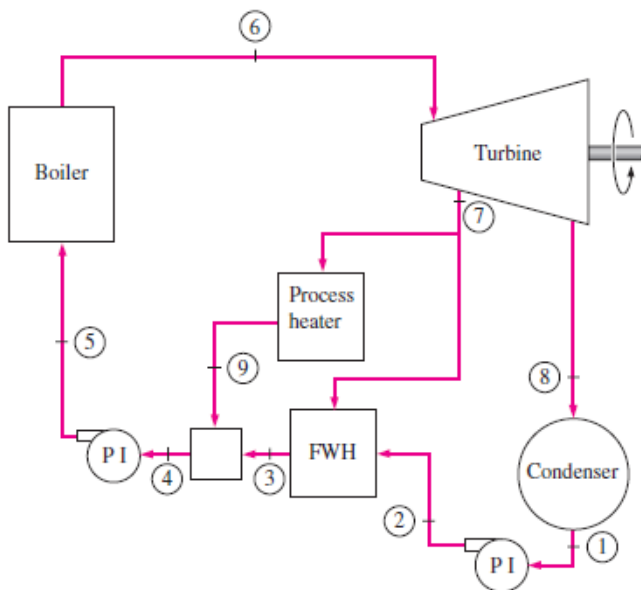 6
Boiler
Turbine
7
Process
heater
5
9
8
P I
4
3
FWH
Condenser
2
1
P I